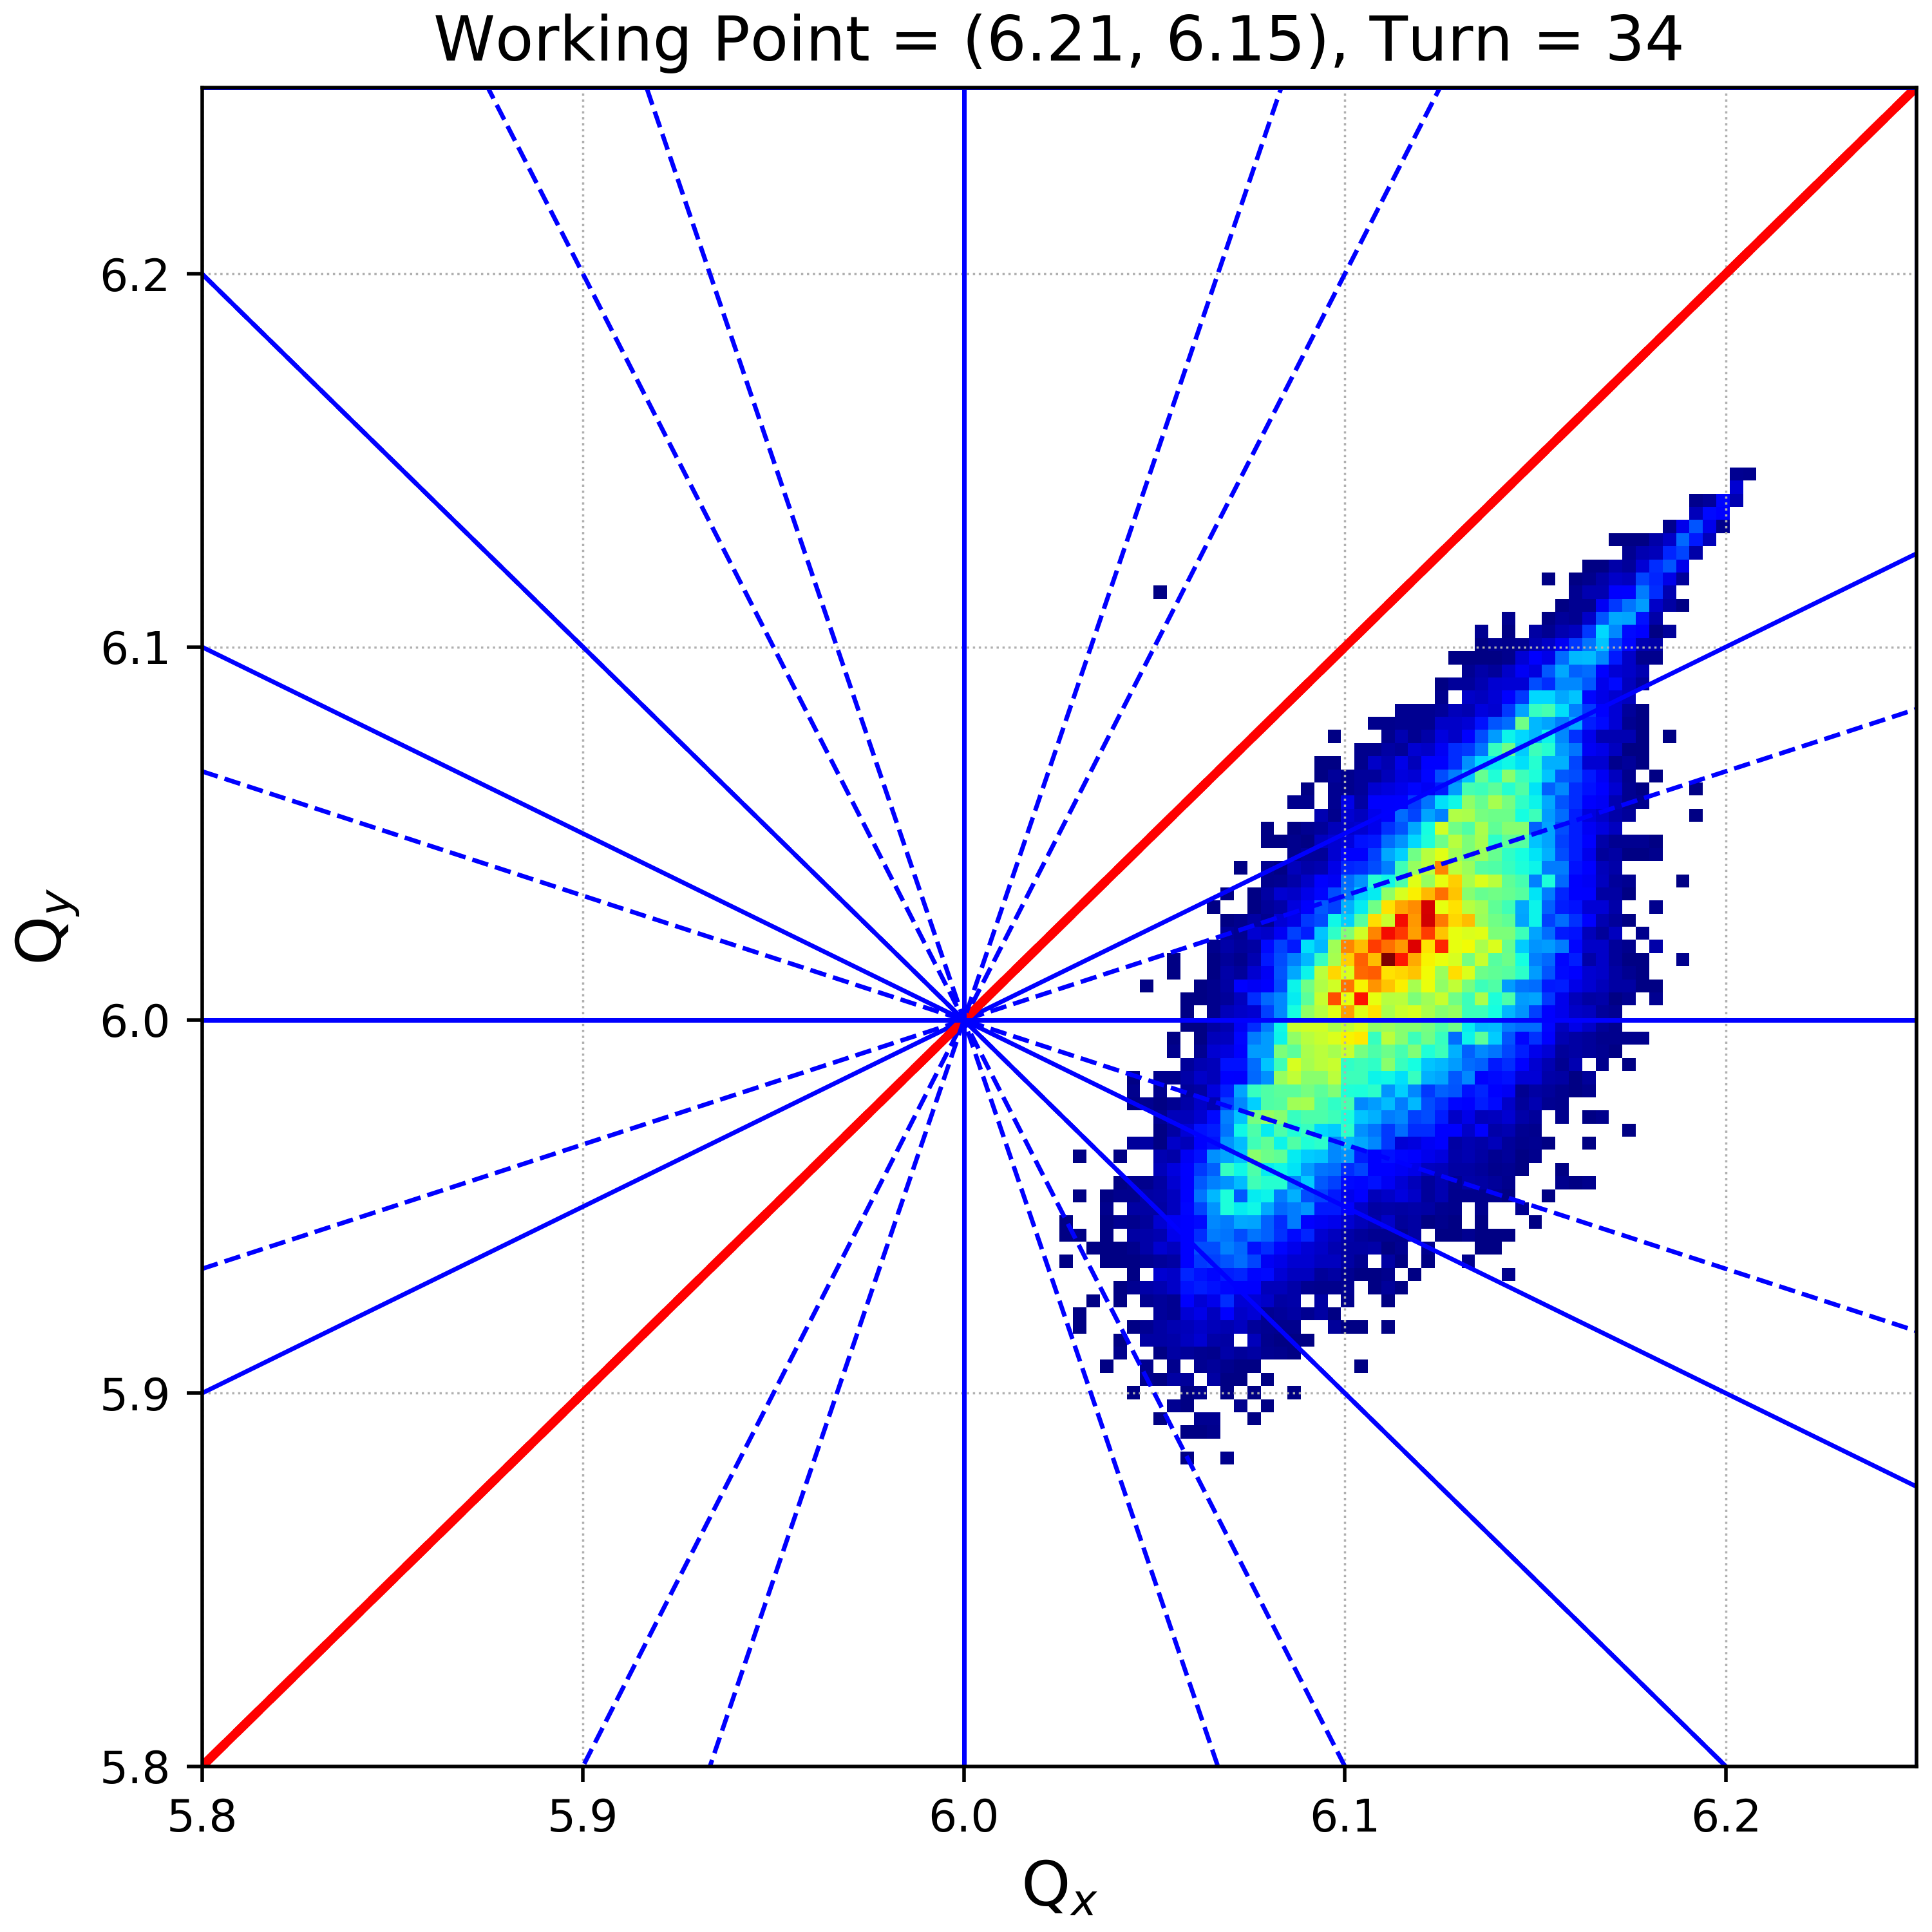 Working Point = (6.21, 6.15), Turn = 34
6.2
6.1
6.0
5.9
5.8
Qy
5.8 5.9 6.0 6.1 6.2
Qx